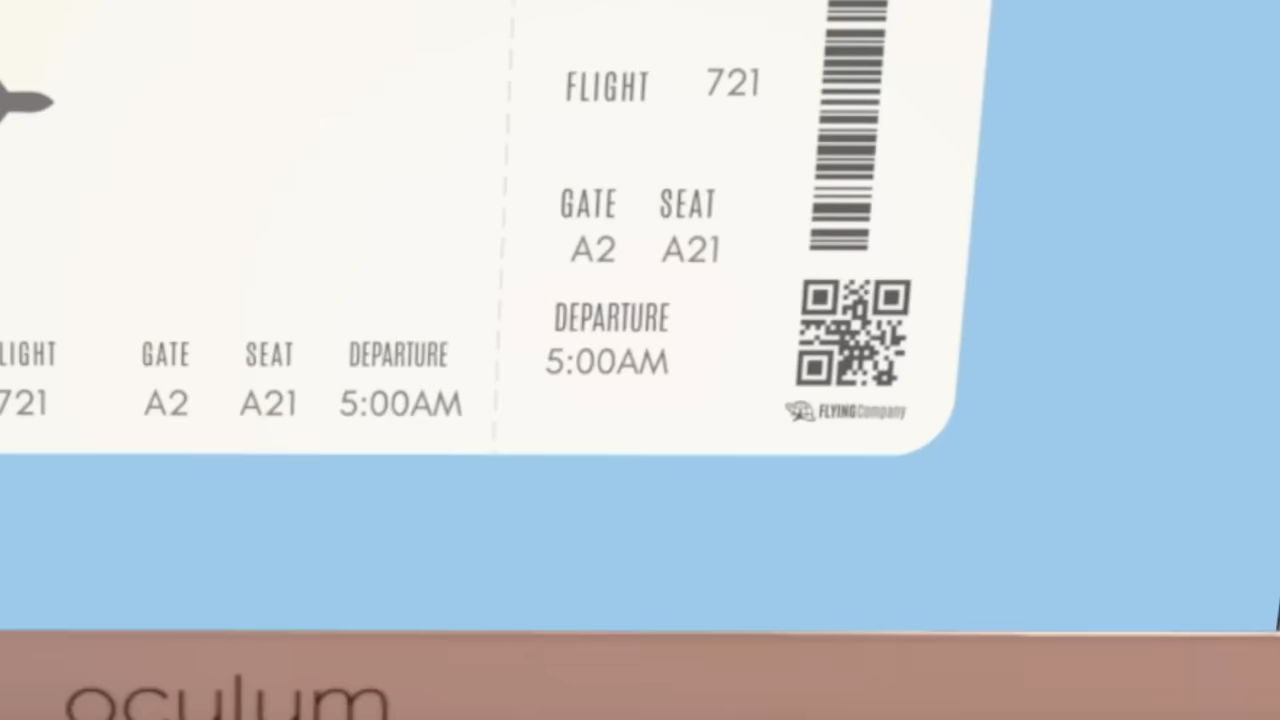 FLIGHT 721
GATE SEAT
A2 A21
DEPARTURE
5:00AM
LIGHT GATE SEAT DEPARTURE
721 A2 A21 5:00AM
FLYINGCompany
oculum